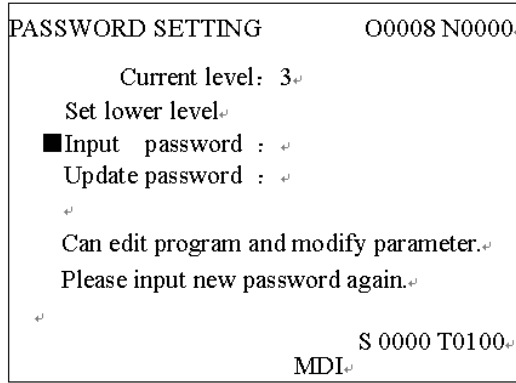 PASSWORD SETTING O0008 N0000
Current level: 3
Set lower level
Input password :
Update password :
Can edit program and modify parameter.
Please input new password again.
S 0000 T0100
MDI